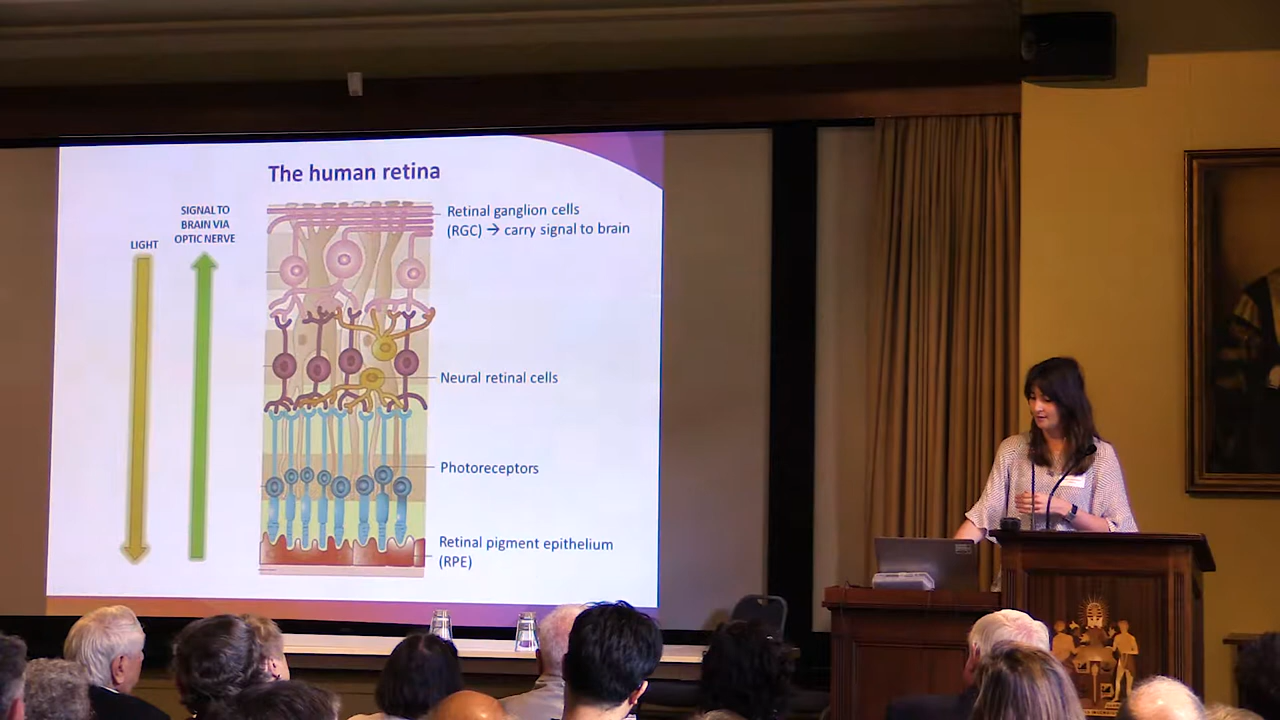 The human retina
SIGNAL TO
BRAIN VIA
OPTIC NERVE
LIGHT
Retinal ganglion cells
(RGC) → carry signal to brain
Neural retinal cells
Photoreceptors
Retinal pigment epithelium
(RPE)